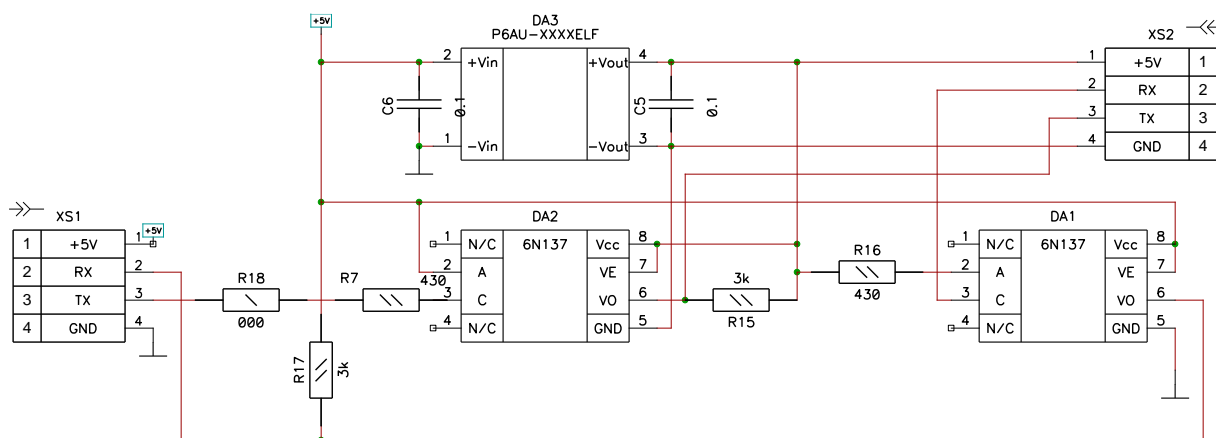 +5V
DA3
P6AU-XXXXELF
2 +Vin +Vout 4
C6 0.1
C5 0.1
1 -Vin -Vout 3
XS2
1 +5V 1
2 RX 2
3 TX 3
4 GND 4
XS1
+5V
1 +5V 1
2 RX 2
3 TX 3
4 GND 4
R18
000
R7
430
R17
3k
DA2
6N137
1 N/C Vcc 8
2 A VE 7
3 C VO 6
4 N/C GND 5
3k
R15
R16
430
DA1
6N137
1 N/C Vcc 8
2 A VE 7
3 C VO 6
4 N/C GND 5